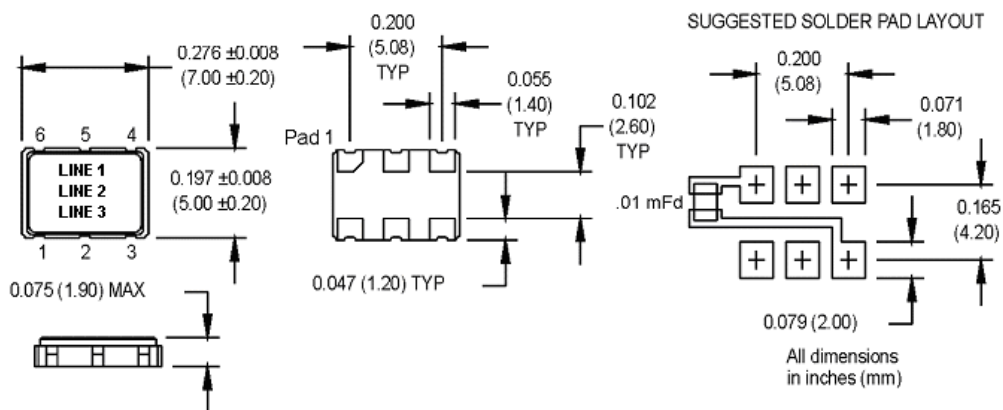 0.276 ±0.008
(7.00 ±0.20)
6 5 4
LINE 1
LINE 2
LINE 3
1 2 3
0.197 ±0.008
(5.00 ±0.20)
0.075 (1.90) MAX
0.200
(5.08)
TYP
0.055
(1.40)
TYP
0.102
(2.60)
TYP
Pad 1
0.047 (1.20) TYP
SUGGESTED SOLDER PAD LAYOUT
0.200
(5.08)
0.071
(1.80)
.01 mFd
0.165
(4.20)
0.079 (2.00)
All dimensions
in inches (mm)